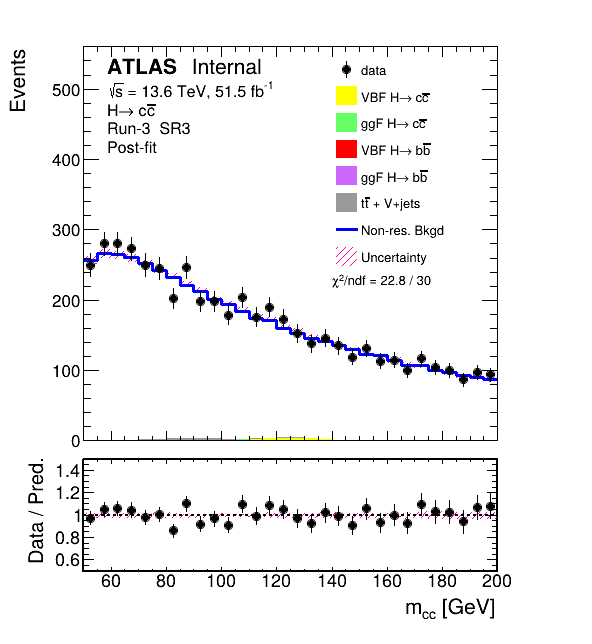 Events
500
400
300
200
100
0
ATLAS Internal
√s = 13.6 TeV, 51.5 fb⁻¹
H→ cc̅
Run-3 SR3
Post-fit
data
VBF H→ cc̅
ggF H→ cc̅
VBF H→ bb̅
ggF H→ bb̅
tt̅ + V+jets
Non-res. Bkgd
Uncertainty
χ²/ndf = 22.8 / 30
Data / Pred.
1.4
1.2
1
0.8
0.6
60 80 100 120 140 160 180 200
m_cc [GeV]